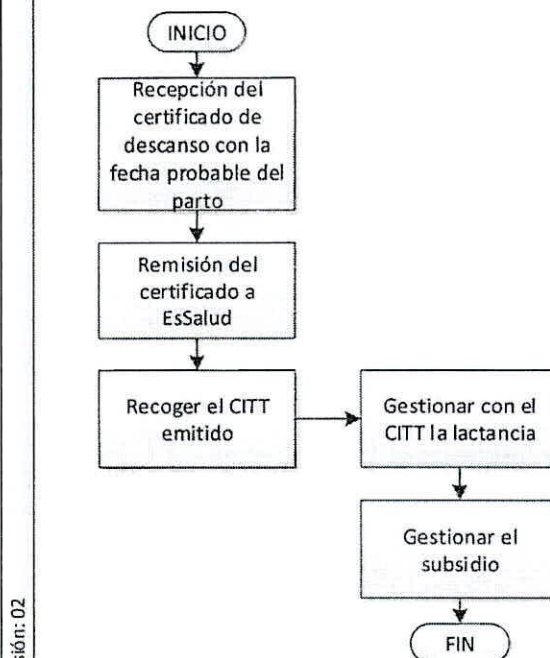 INICIO
Recepción del
certificado de
descanso con la
fecha probable del
parto
Remisión del
certificado a
EsSalud
Recoger el CITT
emitido
Gestionar con el
CITT la lactancia
Gestionar el
subsidio
FIN
sión: 02